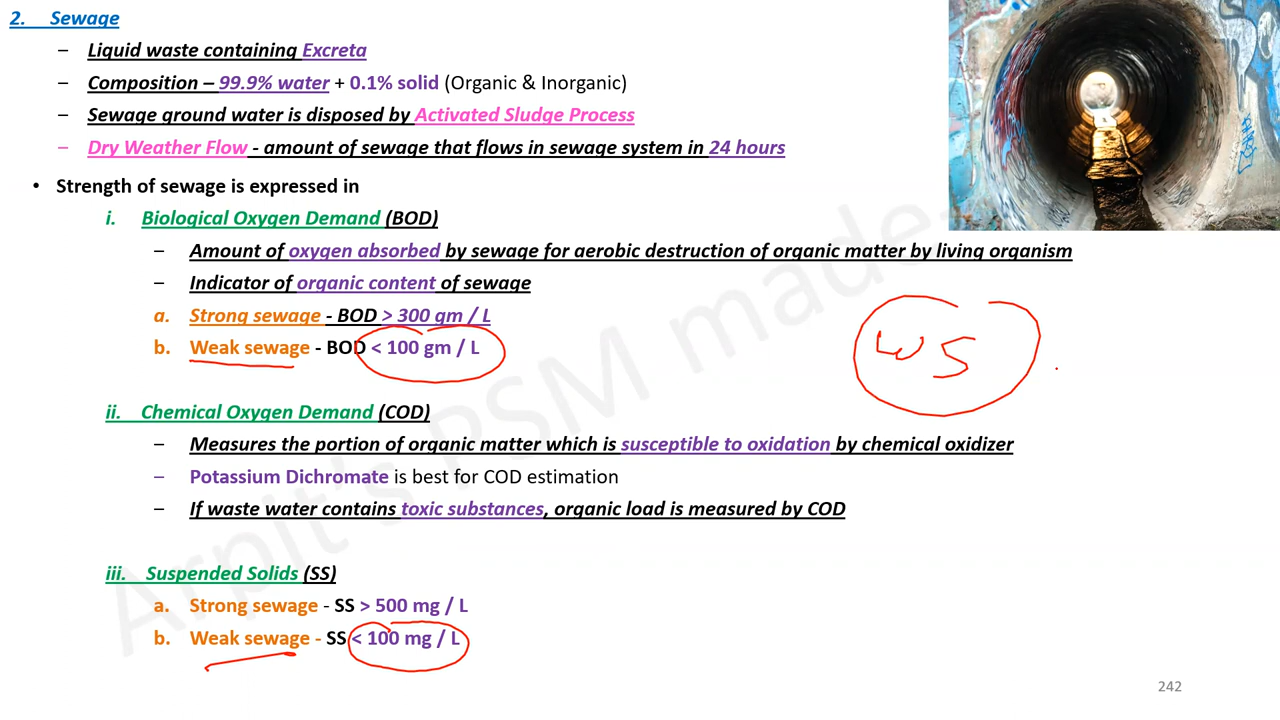 2. Sewage
– Liquid waste containing Excreta
– Composition – 99.9% water + 0.1% solid (Organic & Inorganic)
– Sewage ground water is disposed by Activated Sludge Process
– Dry Weather Flow - amount of sewage that flows in sewage system in 24 hours
• Strength of sewage is expressed in
i. Biological Oxygen Demand (BOD)
– Amount of oxygen absorbed by sewage for aerobic destruction of organic matter by living organism
– Indicator of organic content of sewage
a. Strong sewage - BOD > 300 gm / L
b. Weak sewage - BOD < 100 gm / L
WS
ii. Chemical Oxygen Demand (COD)
– Measures the portion of organic matter which is susceptible to oxidation by chemical oxidizer
– Potassium Dichromate is best for COD estimation
– If waste water contains toxic substances, organic load is measured by COD
iii. Suspended Solids (SS)
a. Strong sewage - SS > 500 mg / L
b. Weak sewage - SS < 100 mg / L
Arpit's PSM made
242